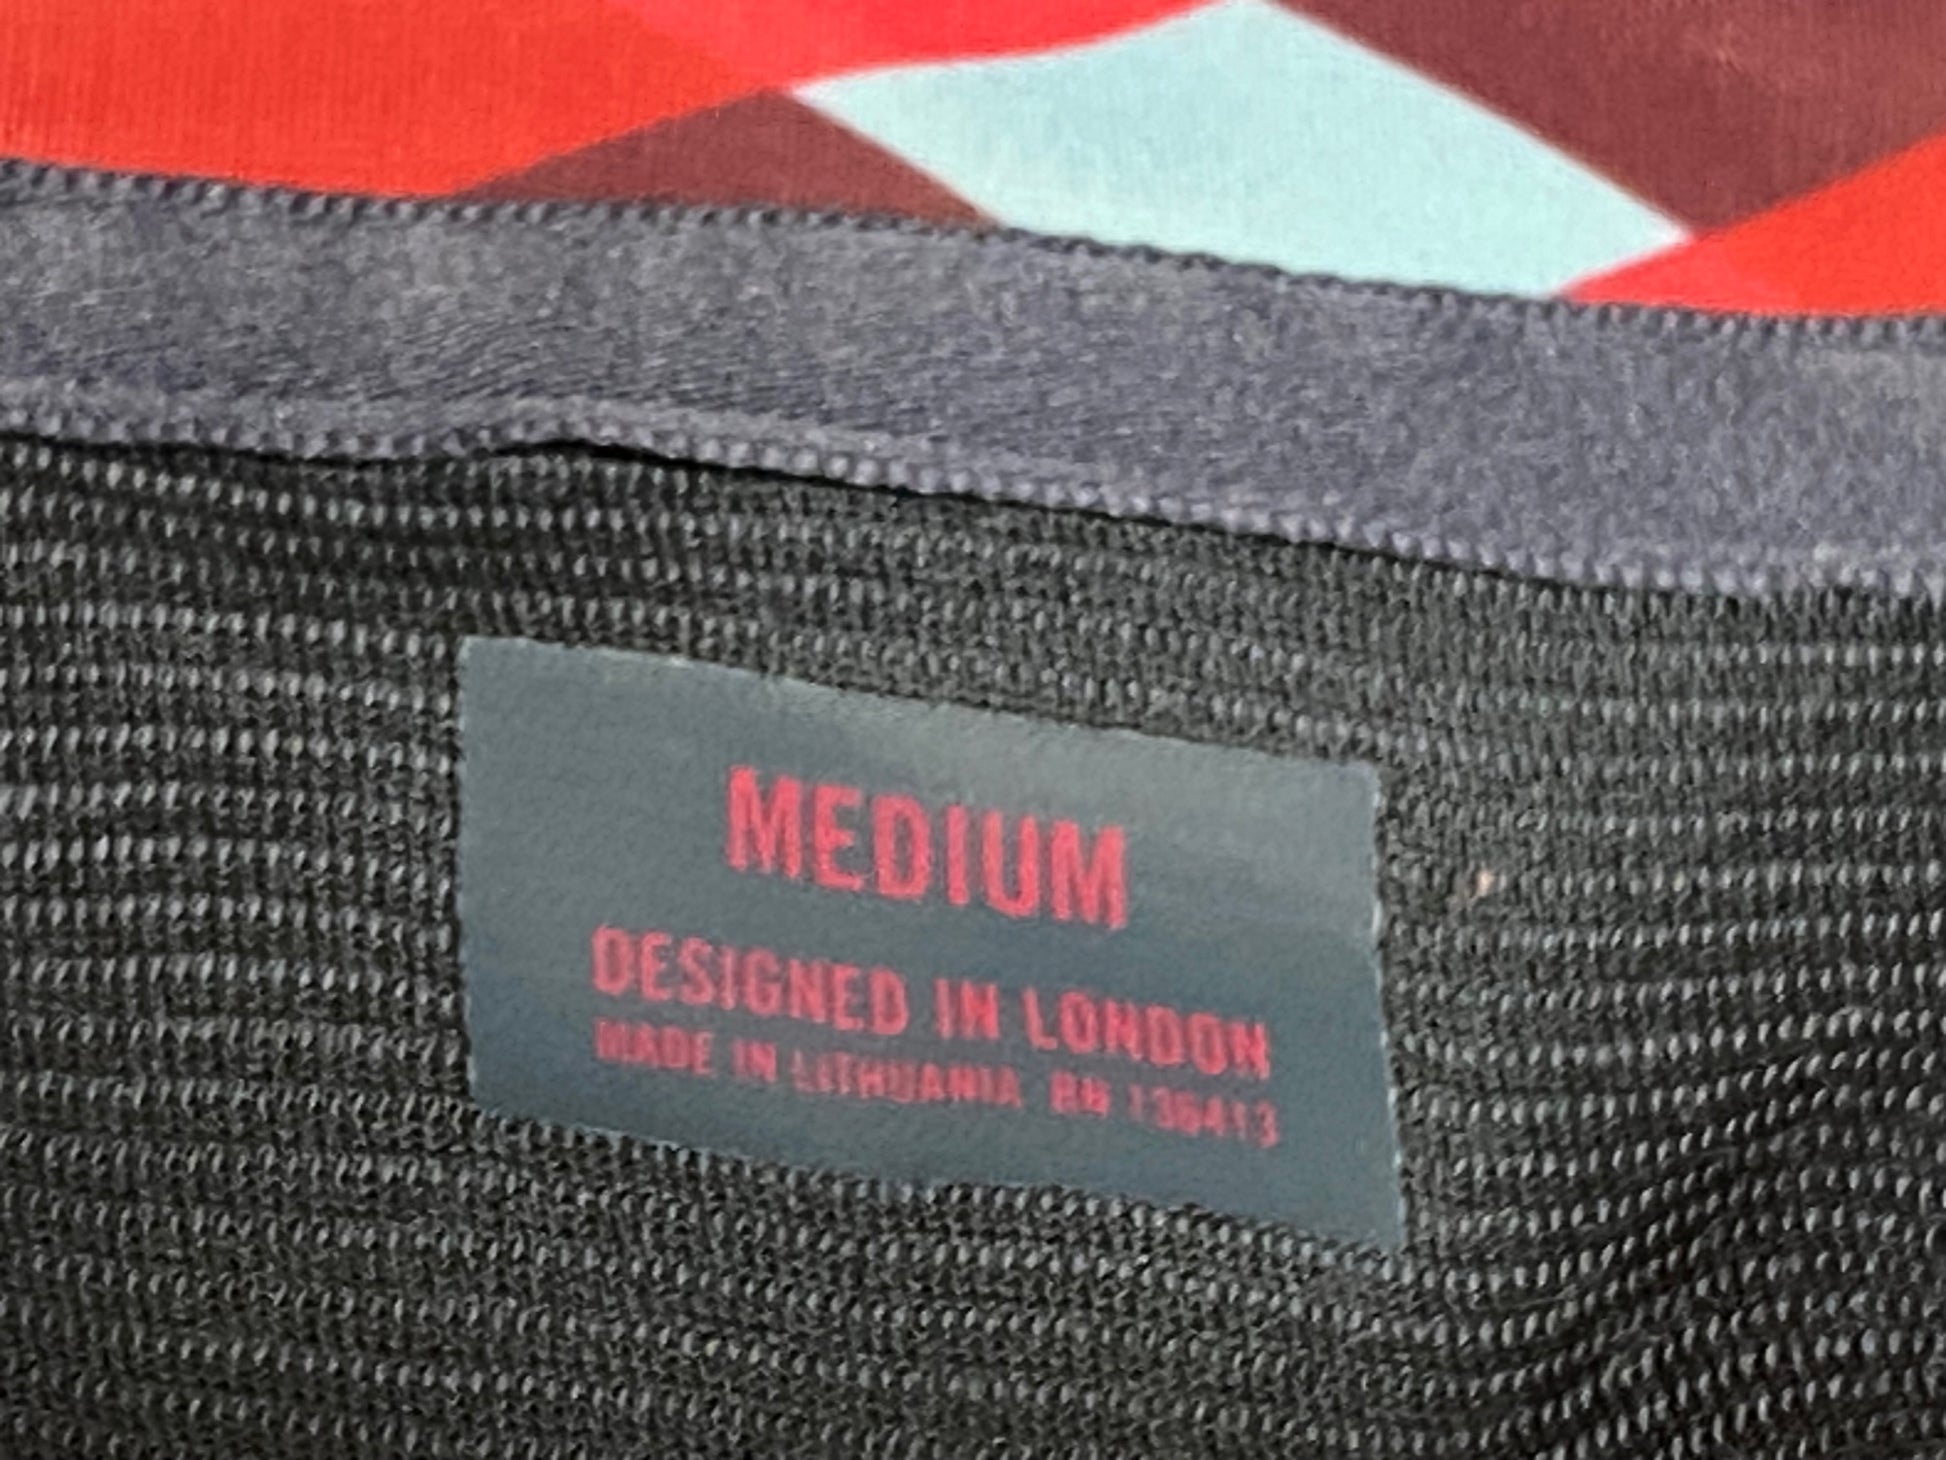 MEDIUM
DESIGNED IN LONDON
MADE IN LITHUANIA RN 136413